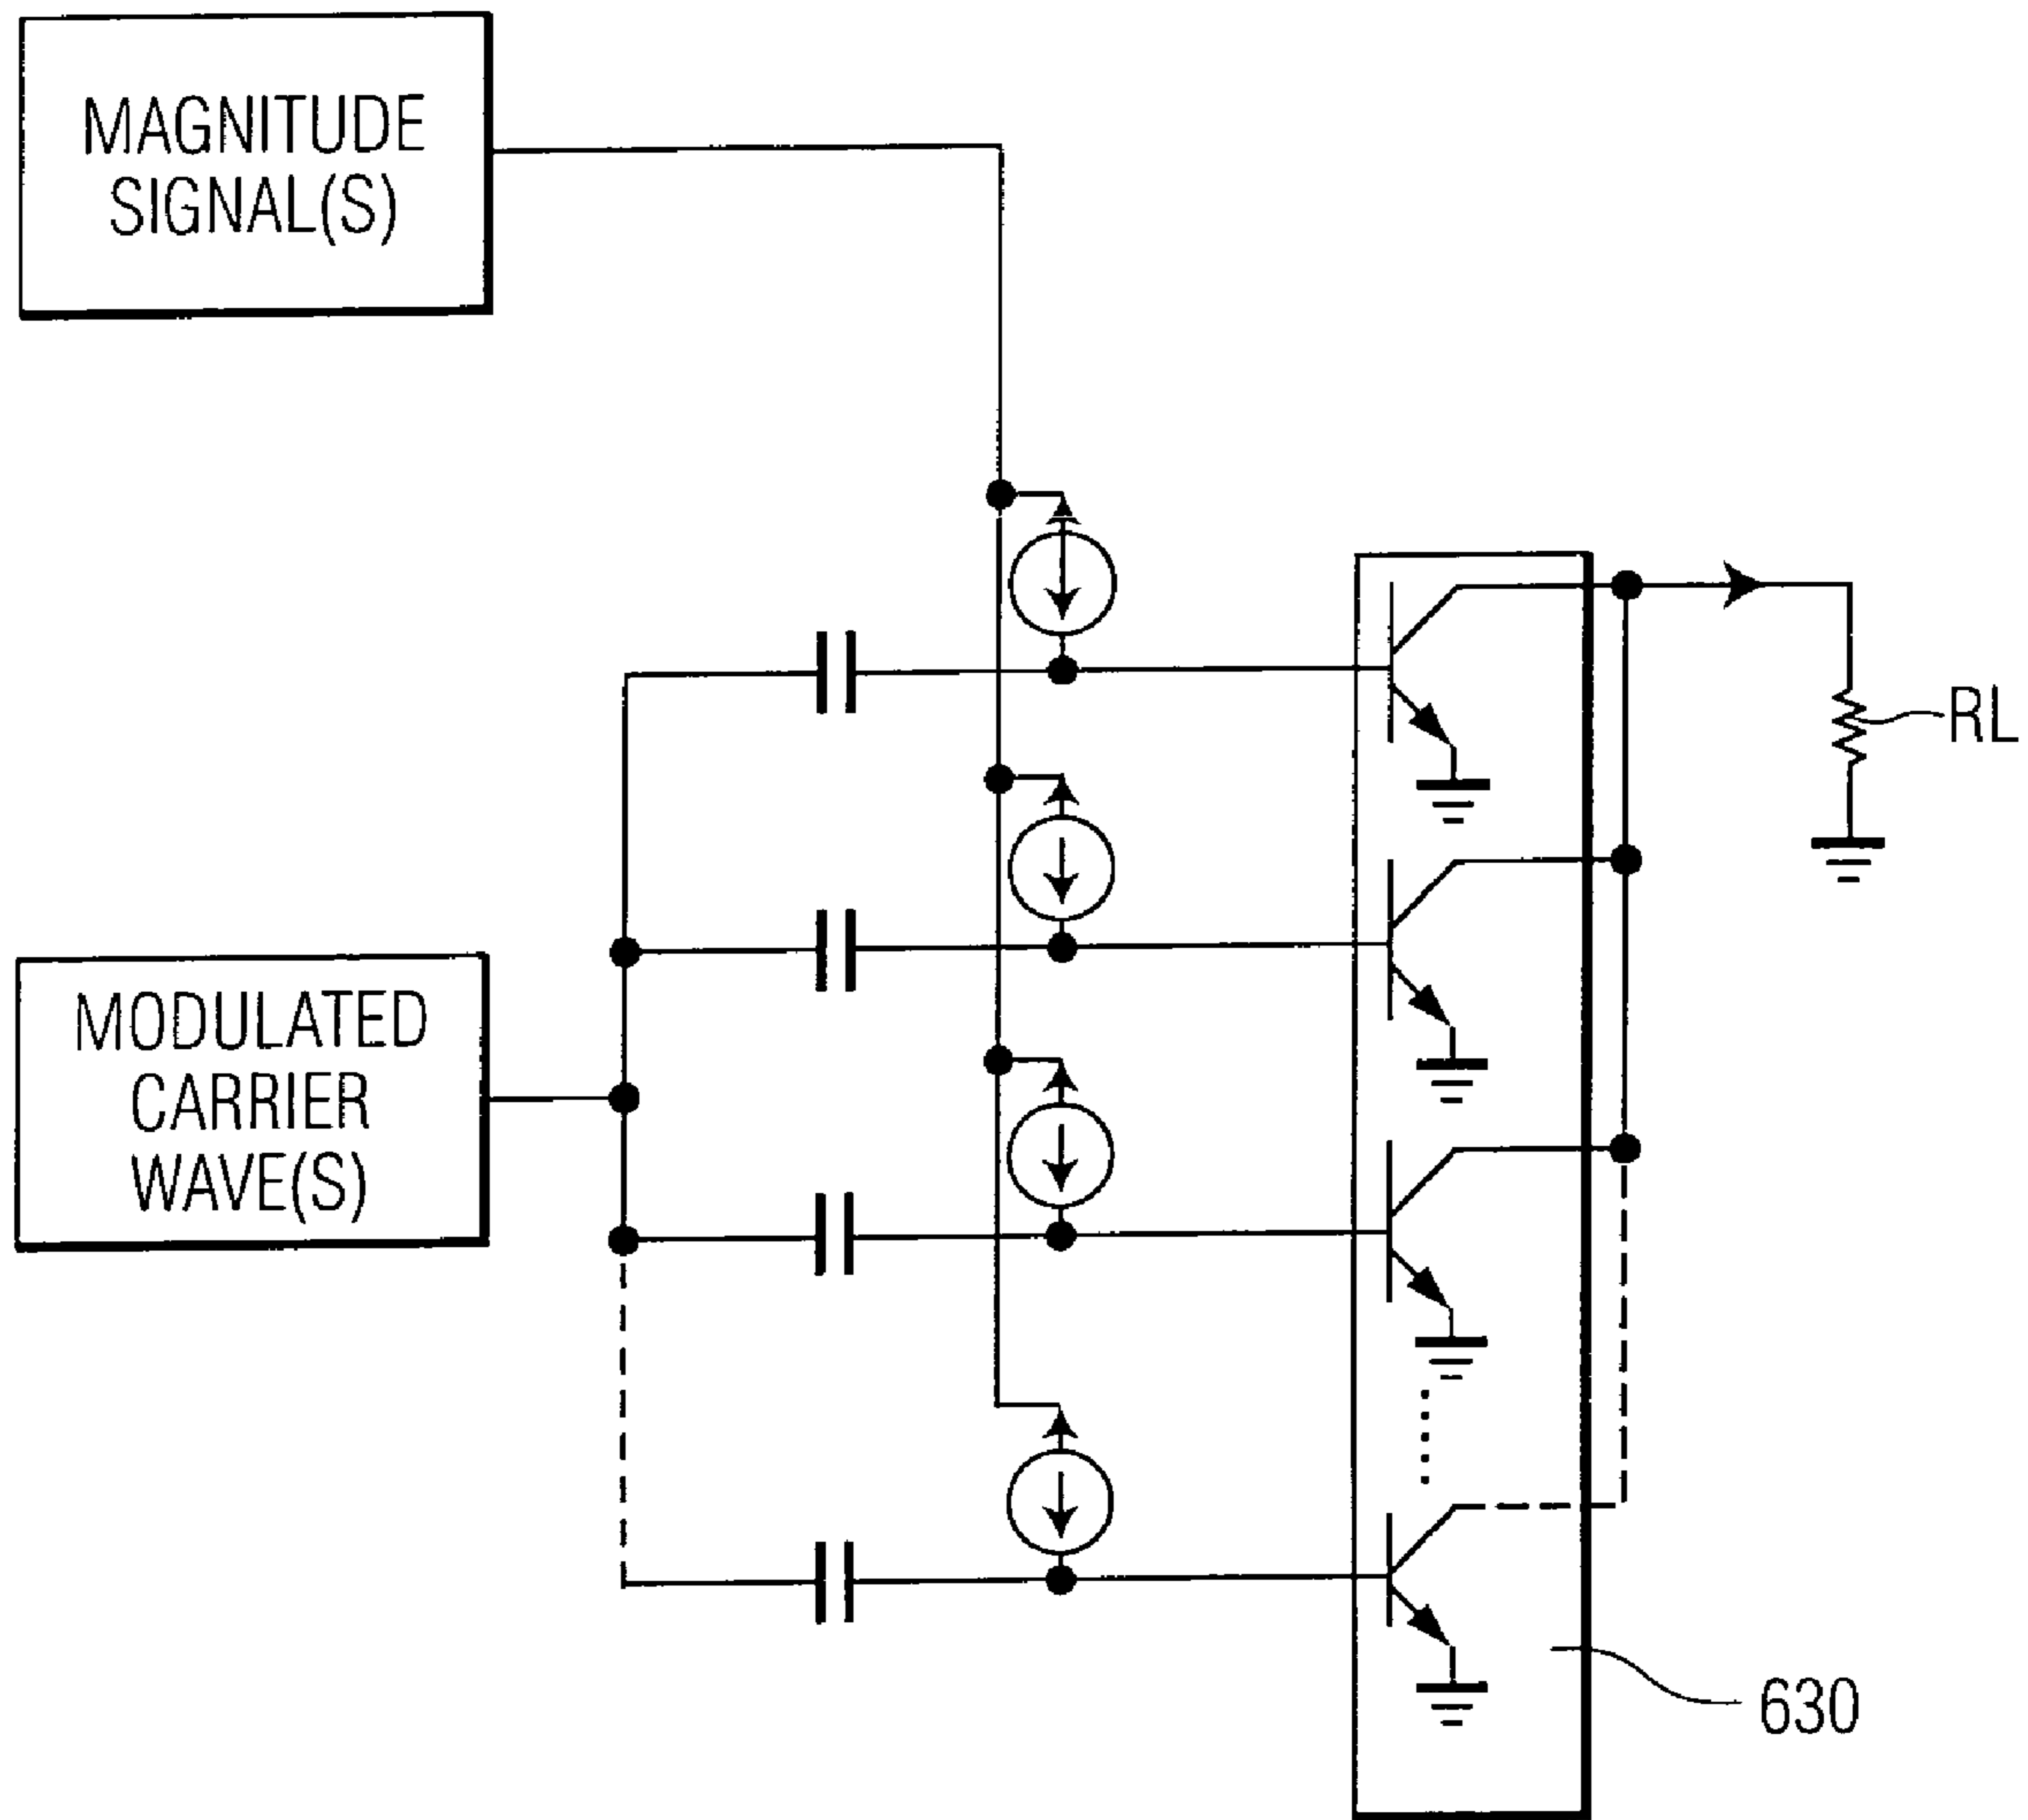 MAGNITUDE
SIGNAL(S)
RL
MODULATED
CARRIER
WAVE(S)
630